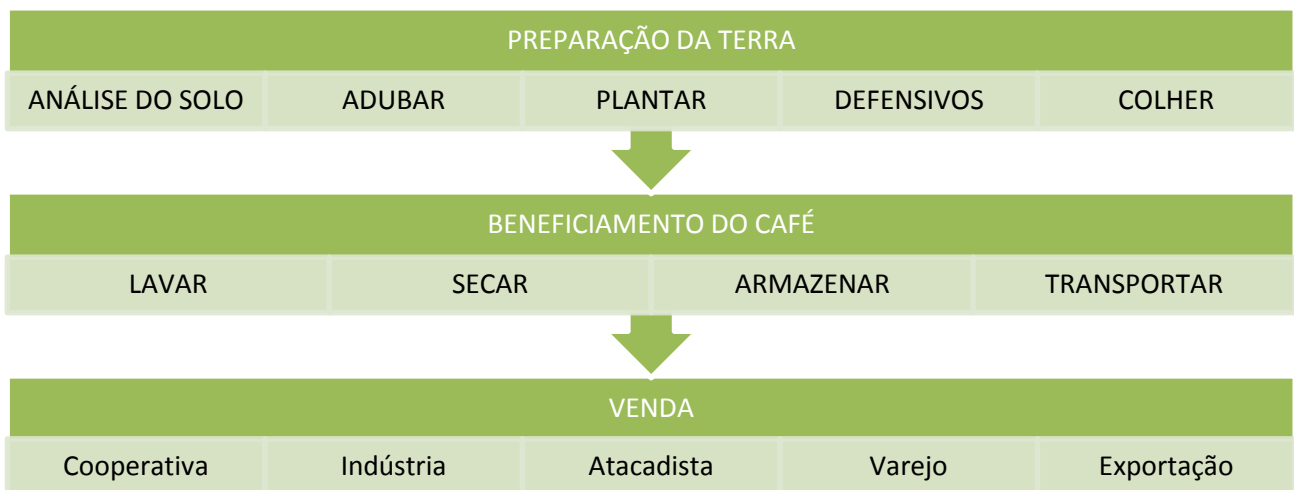 PREPARAÇÃO DA TERRA
ANÁLISE DO SOLO ADUBAR PLANTAR DEFENSIVOS COLHER
BENEFICIAMENTO DO CAFÉ
LAVAR SECAR ARMAZENAR TRANSPORTAR
VENDA
Cooperativa Indústria Atacadista Varejo Exportação